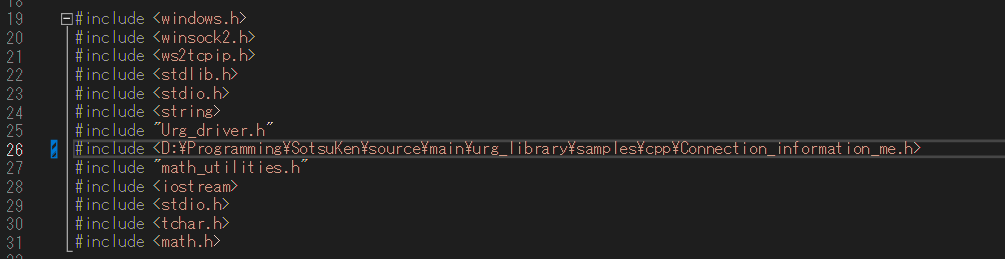 18
19 #include <windows.h>
20 #include <winsock2.h>
21 #include <ws2tcpip.h>
22 #include <stdlib.h>
23 #include <stdio.h>
24 #include <string>
25 #include "Urg_driver.h"
26 #include <D:¥Programming¥SotsuKen¥source¥main¥urg_library¥samples¥cpp¥Connection_information_me.h>
27 #include "math_utilities.h"
28 #include <iostream>
29 #include <stdio.h>
30 #include <tchar.h>
31 #include <math.h>